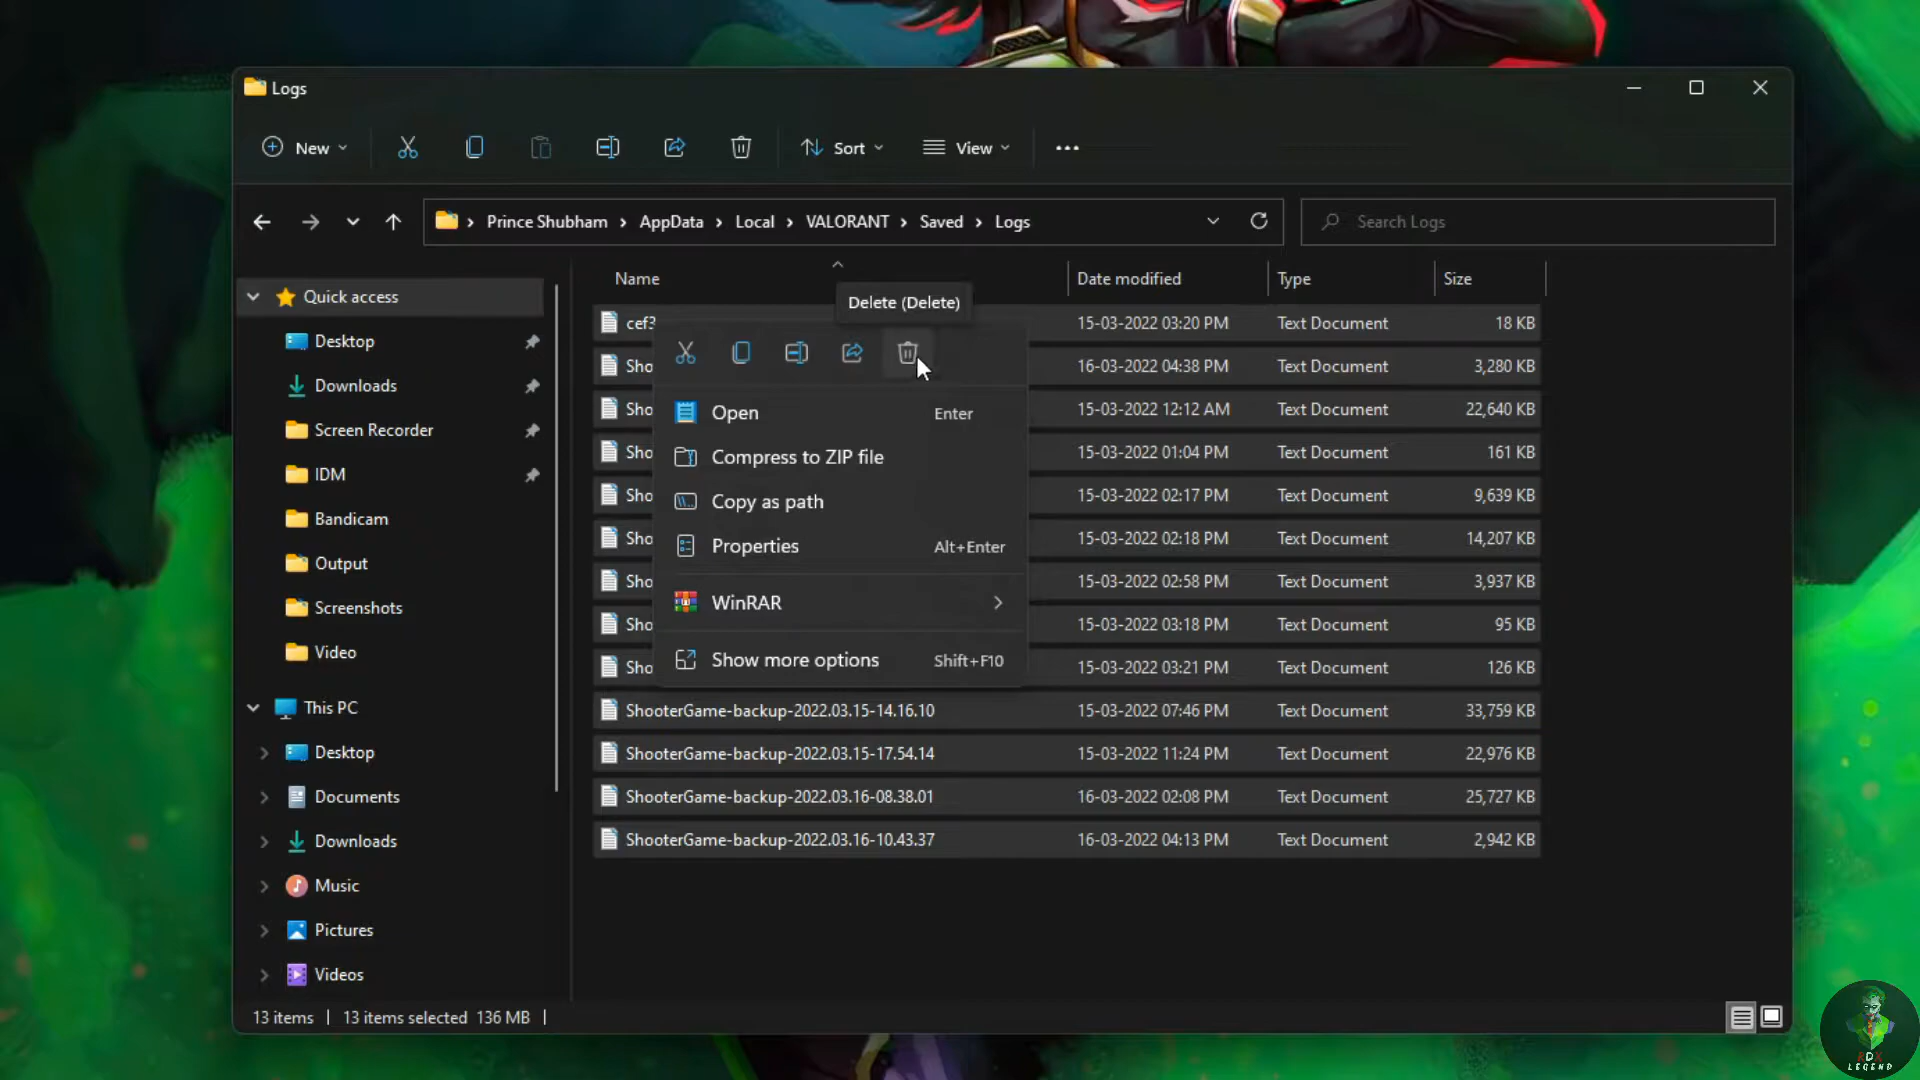 Logs
New
Sort
View
Prince Shubham > AppData > Local > VALORANT > Saved > Logs
Search Logs
Name
Date modified
Type
Size
Delete (Delete)
Quick access
Desktop
Downloads
Screen Recorder
IDM
Bandicam
Output
Screenshots
Video
This PC
Desktop
Documents
Downloads
Music
Pictures
Videos
cef3 15-03-2022 03:20 PM Text Document 18 KB
Sho 16-03-2022 04:38 PM Text Document 3,280 KB
Sho 15-03-2022 12:12 AM Text Document 22,640 KB
Sho 15-03-2022 01:04 PM Text Document 161 KB
Sho 15-03-2022 02:17 PM Text Document 9,639 KB
Sho 15-03-2022 02:18 PM Text Document 14,207 KB
Sho 15-03-2022 02:58 PM Text Document 3,937 KB
Sho 15-03-2022 03:18 PM Text Document 95 KB
Sho 15-03-2022 03:21 PM Text Document 126 KB
ShooterGame-backup-2022.03.15-14.16.10 15-03-2022 07:46 PM Text Document 33,759 KB
ShooterGame-backup-2022.03.15-17.54.14 15-03-2022 11:24 PM Text Document 22,976 KB
ShooterGame-backup-2022.03.16-08.38.01 16-03-2022 02:08 PM Text Document 25,727 KB
ShooterGame-backup-2022.03.16-10.43.37 16-03-2022 04:13 PM Text Document 2,942 KB
Open Enter
Compress to ZIP file
Copy as path
Properties Alt+Enter
WinRAR
Show more options Shift+F10
13 items | 13 items selected 136 MB |
RDX
LEGEND